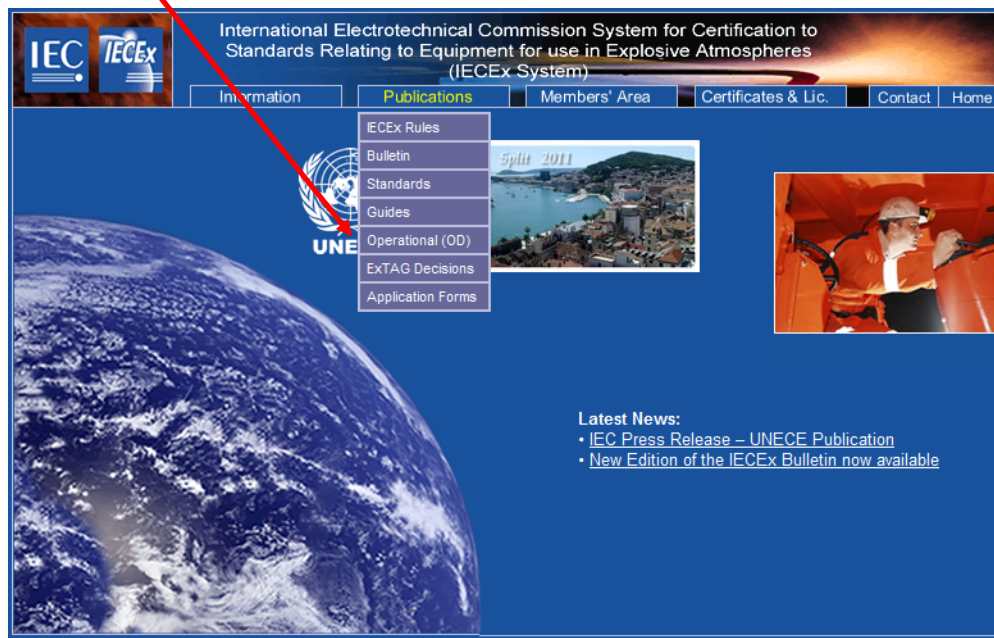 IEC IECEx
International Electrotechnical Commission System for Certification to
Standards Relating to Equipment for use in Explosive Atmospheres
(IECEx System)
Information Publications Members' Area Certificates & Lic. Contact Home
IECEx Rules
Bulletin
Standards
Guides
Operational (OD)
ExTAG Decisions
Application Forms
UNE
Split 2011
Latest News:
• IEC Press Release – UNECE Publication
• New Edition of the IECEx Bulletin now available